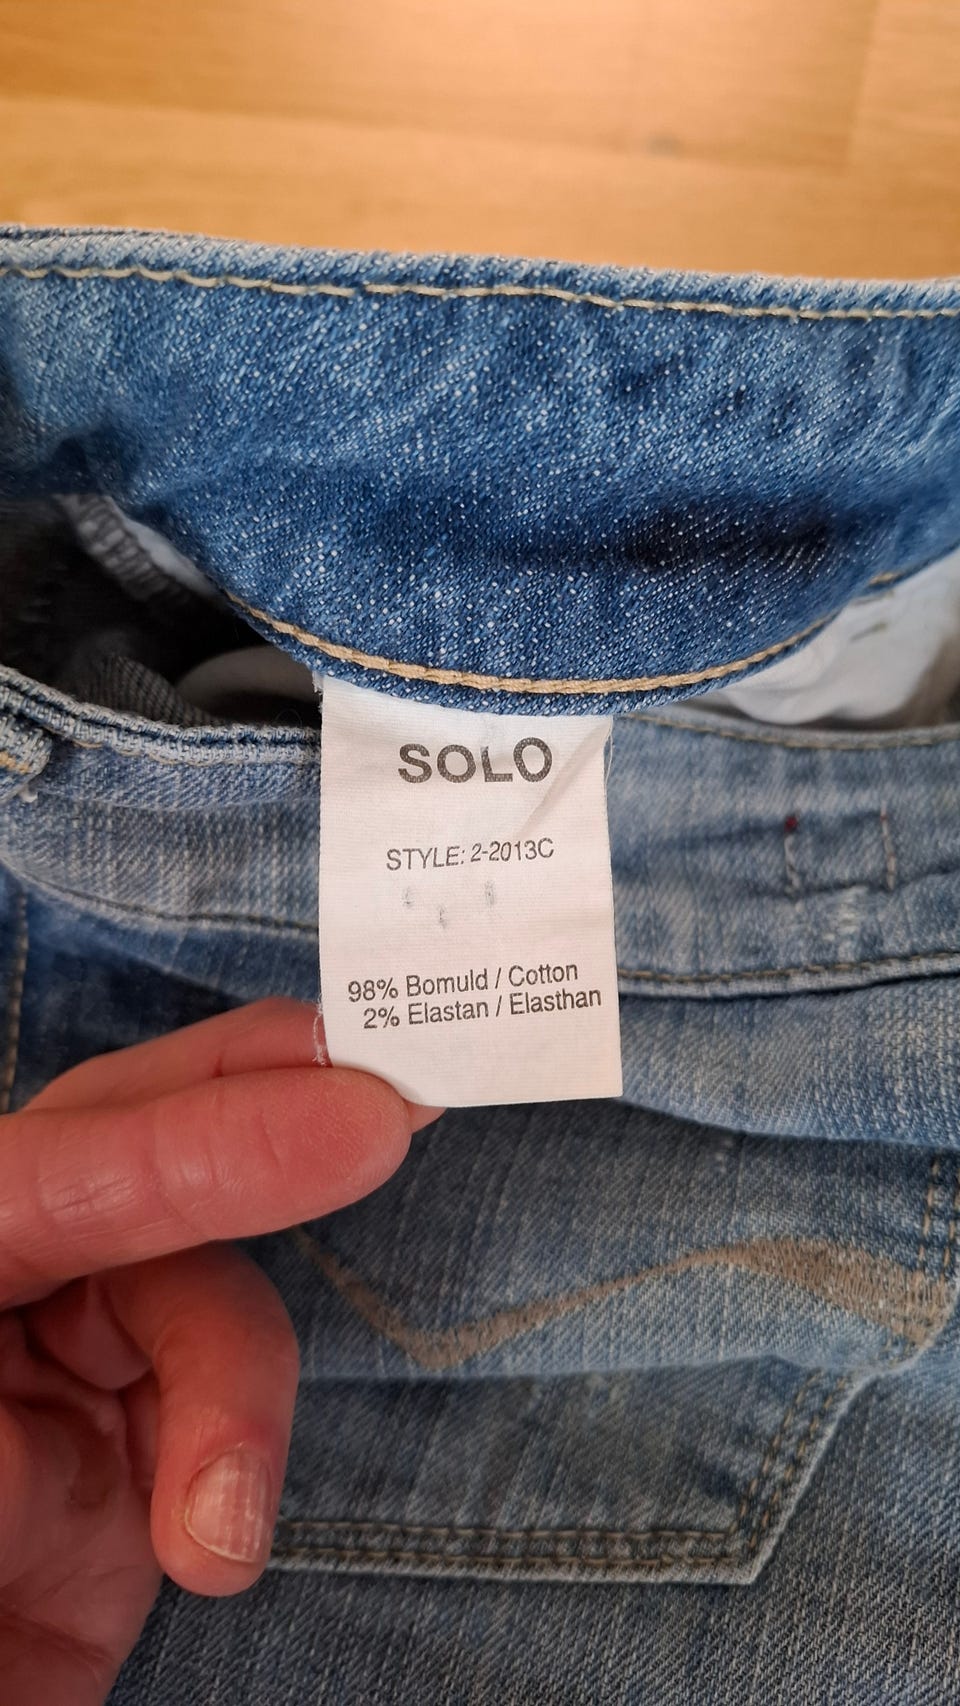 SOLO
STYLE: 2-2013C
98% Bomuld / Cotton
2% Elastan / Elasthan